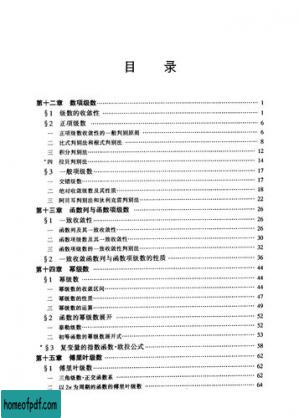 目 录
第十二章 数项级数 1
§1 级数的收敛性 1
§2 正项级数 6
一 正项级数收敛性的一般判别原则 6
二 比式判别法和根式判别法 8
三 积分判别法 12
*四 拉贝判别法 14
§3 一般项级数 17
一 交错级数 17
二 绝对收敛级数及其性质 18
三 阿贝耳判别法和狄利克雷判别法 22
第十三章 函数列与函数项级数 26
§1 一致收敛性 26
一 函数列及其一致收敛性 26
二 函数项级数及其一致收敛性 30
三 函数项级数的一致收敛性判别法 32
§2 一致收敛函数列与函数项级数的性质 36
第十四章 幂级数 44
§1 幂级数 44
一 幂级数的收敛区间 44
二 幂级数的性质 47
三 幂级数的运算 49
§2 函数的幂级数展开 52
一 泰勒级数 52
二 初等函数的幂级数展开式 53
*§3 复变量的指数函数·欧拉公式 58
第十五章 傅里叶级数 62
§1 傅里叶级数 62
一 三角级数·正交函数系 62
二 以2π为周期的函数的傅里叶级数 64
homeofpdf.com